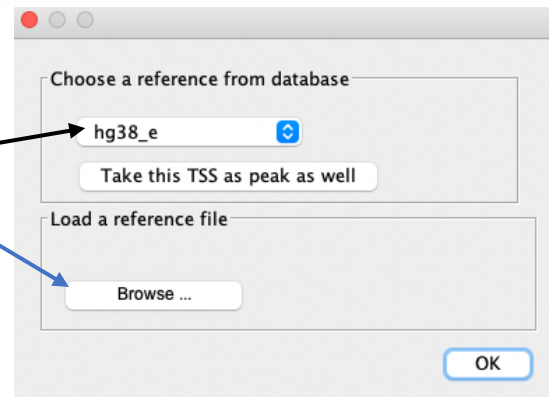 Choose a reference from database
hg38_e
Take this TSS as peak as well
Load a reference file
Browse ...
OK